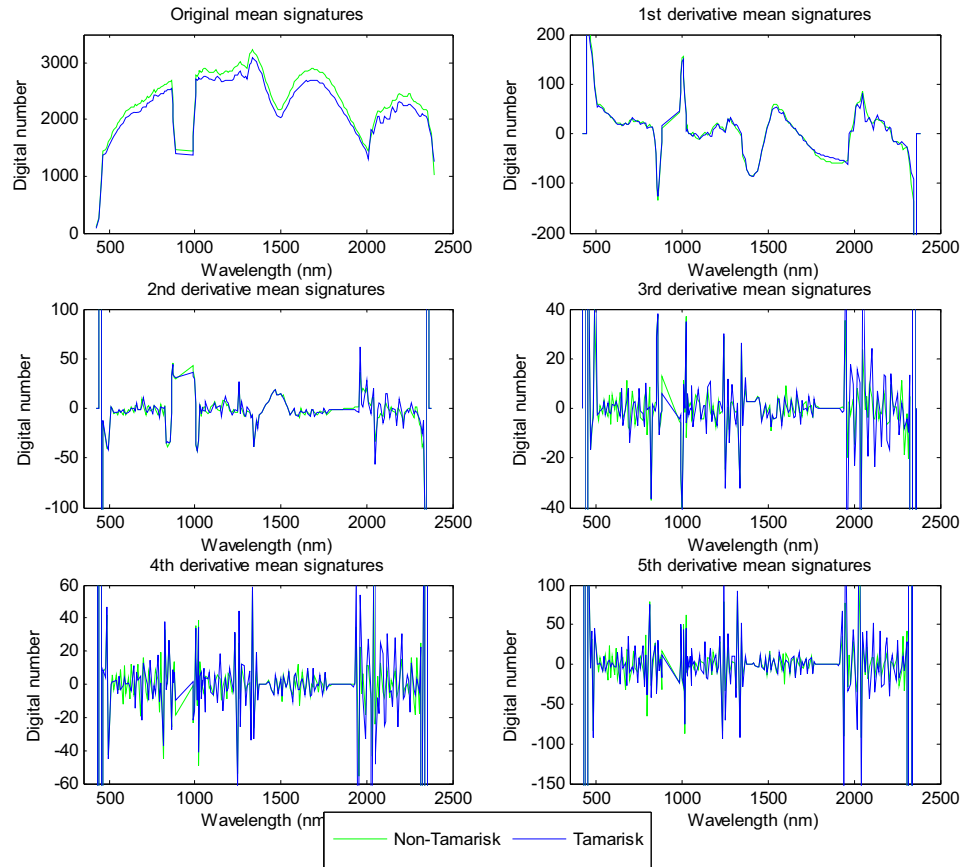 Original mean signatures
1st derivative mean signatures
Digital number
3000
2000
1000
0
500 1000 1500 2000 2500
Wavelength (nm)
Digital number
200
100
0
-100
-200
500 1000 1500 2000 2500
Wavelength (nm)
2nd derivative mean signatures
3rd derivative mean signatures
Digital number
100
50
0
-50
-100
500 1000 1500 2000 2500
Wavelength (nm)
Digital number
40
20
0
-20
40
500 1000 1500 2000 2500
Wavelength (nm)
4th derivative mean signatures
5th derivative mean signatures
Digital number
60
40
20
0
-20
-40
-60
500 1000 1500 2000 2500
Wavelength (nm)
Digital number
100
50
0
-50
-100
-150
500 1000 1500 2000 2500
Non-Tamarisk
Tamarisk